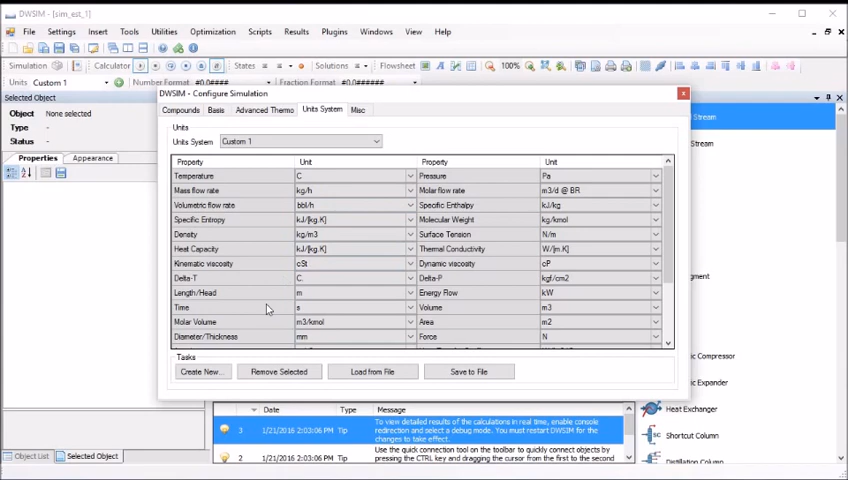 DWSIM - [sim_est_1]
File Insert Tools Utilities Optimization Scripts Results Plugins Windows View Help
Simulation Calculator States Solutions Flowsheet 100%
Units Custom 1 Number Format #0.0#### Fraction Format #0.0######
Selected Object
Object None selected
Type -
Status -
Properties Appearance
DWSIM - Configure Simulation
Compounds Basis Advanced Thermo Units System Misc
Units
Units System Custom 1
Property Unit Property Unit
Temperature C Pressure Pa
Mass flow rate kg/h Molar flow rate m3/d @ BR
Volumetric flow rate bbl/h Specific Enthalpy kJ/kg
Specific Entropy kJ/[kg.K] Molecular Weight kg/kmol
Density kg/m3 Surface Tension N/m
Heat Capacity kJ/[kg.K] Thermal Conductivity W/[m.K]
Kinematic viscosity cSt Dynamic viscosity cP
Delta-T C. Delta-P kgf/cm2
Length/Head m Energy Flow kW
Time s Volume m3
Molar Volume m3/kmol Area m2
Diameter/Thickness mm Force N
Tasks
Create New... Remove Selected Load from File Save to File
Stream
Stream
gment
c Compressor
c Expander
Heat Exchanger
Shortcut Column
Distillation Column
Date Type Message
3 1/21/2016 2:03:06 PM Tip To view detailed results of the calculations in real time, enable console
redirection and select a debug mode. You must restart DWSIM for the
changes to take effect.
2 1/21/2016 2:03:06 PM Tip Use the quick connection tool on the toolbar to quickly connect objects by
pressing the CTRL key and dragging the cursor from the first to the second
Object List Selected Object